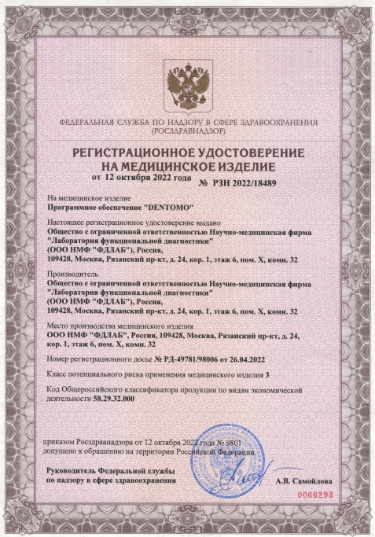 ФЕДЕРАЛЬНАЯ СЛУЖБА ПО НАДЗОРУ В СФЕРЕ ЗДРАВООХРАНЕНИЯ
(РОСЗДРАВНАДЗОР)
РЕГИСТРАЦИОННОЕ УДОСТОВЕРЕНИЕ
НА МЕДИЦИНСКОЕ ИЗДЕЛИЕ
от 12 октября 2022 года № РЗН 2022/18489
На медицинское изделие
Программное обеспечение "DENTOMO"
Настоящее регистрационное удостоверение выдано
Общество с ограниченной ответственностью Научно-медицинская фирма
"Лаборатория функциональной диагностики"
(ООО НМФ "ФДЛАБ"), Россия,
109428, Москва, Рязанский пр-кт, д. 24, кор. 1, этаж 6, пом. X, комн. 32
Производитель
Общество с ограниченной ответственностью Научно-медицинская фирма
"Лаборатория функциональной диагностики"
(ООО НМФ "ФДЛАБ"), Россия,
109428, Москва, Рязанский пр-кт, д. 24, кор. 1, этаж 6, пом. X, комн. 32
Место производства медицинского изделия
ООО НМФ "ФДЛАБ", Россия, 109428, Москва, Рязанский пр-кт, д. 24,
кор. 1, этаж 6, пом. X, комн. 32
Номер регистрационного досье № РД-49781/98006 от 26.04.2022
Класс потенциального риска применения медицинского изделия 3
Код Общероссийского классификатора продукции по видам экономической
деятельности 58.29.32.000
приказом Росздравнадзора от 12 октября 2022 года № 9801
допущено к обращению на территории Российской Федерации.
Руководитель Федеральной службы
по надзору в сфере здравоохранения
А.В. Самойлова
0066293